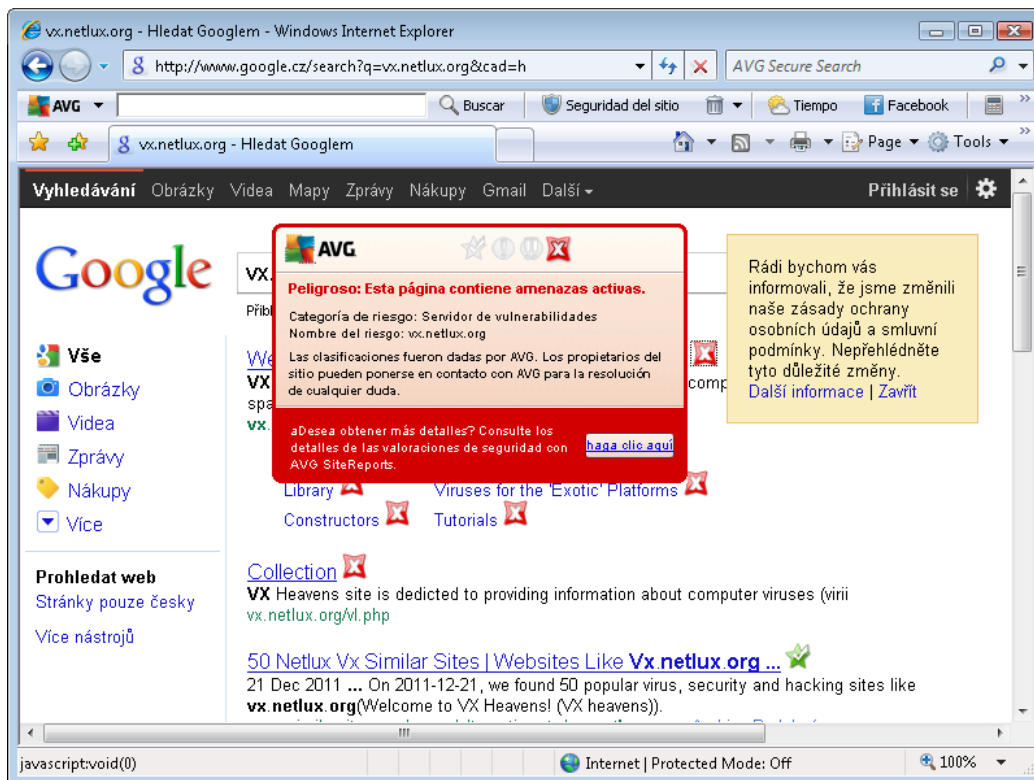 vx.netlux.org - Hledat Googlem - Windows Internet Explorer
http://www.google.cz/search?q=vx.netlux.org&cad=h
AVG Secure Search
AVG
Buscar
Seguridad del sitio
Tiempo
Facebook
vx.netlux.org - Hledat Googlem
Page
Tools
Vyhledávání Obrázky Videa Mapy Zprávy Nákupy Gmail Další
Přihlásit se
Google
vx.
Přibl
AVG
Peligroso: Esta página contiene amenazas activas.
Categoría de riesgo: Servidor de vulnerabilidades
Nombre del riesgo: vx.netlux.org
Las clasificaciones fueron dadas por AVG. Los propietarios del
sitio pueden ponerse en contacto con AVG para la resolución
de cualquier duda.
aDesea obtener más detalles? Consulte los
detalles de las valoraciones de seguridad con
AVG SiteReports.
haga clic aquí
Rádi bychom vás
informovali, že jsme změnili
naše zásady ochrany
osobních údajů a smluvní
podmínky. Nepřehlédněte
tyto důležité změny.
Další informace | Zavřít
Vše
Obrázky
Videa
Zprávy
Nákupy
Více
Prohledat web
Stránky pouze česky
Více nástrojů
We
VX
comp
spa
vx.
Library
Viruses for the 'Exotic' Platforms
Constructors
Tutorials
Collection
VX Heavens site is dedicted to providing information about computer viruses (virii
vx.netlux.org/vl.php
50 Netlux Vx Similar Sites | Websites Like Vx.netlux.org ...
21 Dec 2011 ... On 2011-12-21, we found 50 popular virus, security and hacking sites like
vx.netlux.org(Welcome to VX Heavens! (VX heavens)).
javascript:void(0)
Internet | Protected Mode: Off
100%